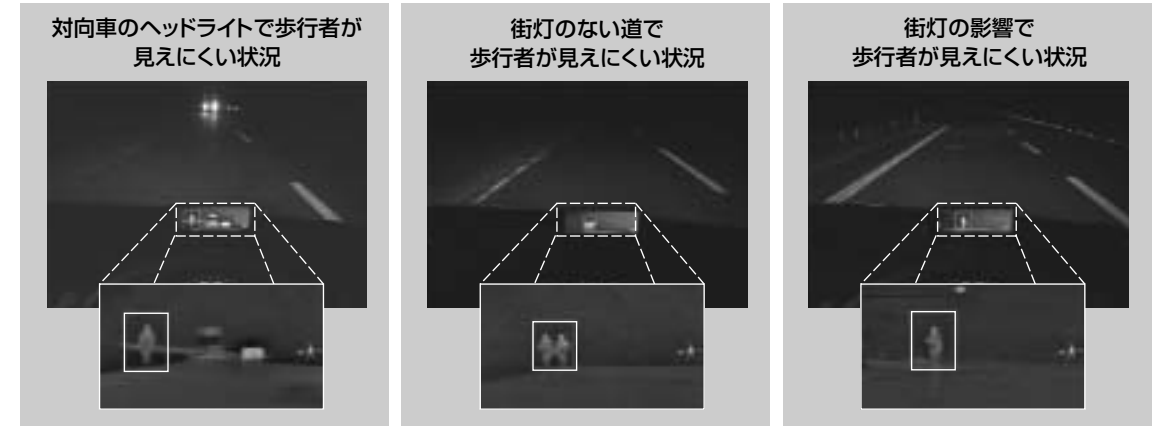 対向車のヘッドライトで歩行者が
見えにくい状況
街灯のない道で
歩行者が見えにくい状況
街灯の影響で
歩行者が見えにくい状況